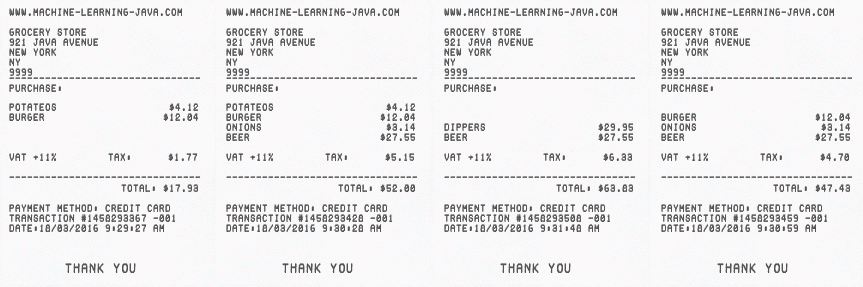 WWW.MACHINE-LEARNING-JAVA.COM
GROCERY STORE
921 JAVA AVENUE
NEW YORK
NY
9999
PURCHASE:
POTATEOS $4.12
BURGER $12.04
VAT +11% TAX: $1.77
TOTAL: $17.93
PAYMENT METHOD: CREDIT CARD
TRANSACTION #1458293367 -001
DATE:18/03/2016 9:29:27 AM
THANK YOU
WWW.MACHINE-LEARNING-JAVA.COM
GROCERY STORE
921 JAVA AVENUE
NEW YORK
NY
9999
PURCHASE:
POTATEOS $4.12
BURGER $12.04
ONIONS $3.14
BEER $27.55
VAT +11% TAX: $5.15
TOTAL: $52.00
PAYMENT METHOD: CREDIT CARD
TRANSACTION #1458293428 -001
DATE:18/03/2016 9:30:28 AM
THANK YOU
WWW.MACHINE-LEARNING-JAVA.COM
GROCERY STORE
921 JAVA AVENUE
NEW YORK
NY
9999
PURCHASE:
DIPPERS $29.95
BEER $27.55
VAT +11% TAX: $6.33
TOTAL: $63.83
PAYMENT METHOD: CREDIT CARD
TRANSACTION #1458293508 -001
DATE:18/03/2016 9:31:48 AM
THANK YOU
WWW.MACHINE-LEARNING-JAVA.COM
GROCERY STORE
921 JAVA AVENUE
NEW YORK
NY
9999
PURCHASE:
BURGER $12.04
ONIONS $3.14
BEER $27.55
VAT +11% TAX: $4.70
TOTAL: $47.43
PAYMENT METHOD: CREDIT CARD
TRANSACTION #1458293459 -001
DATE:18/03/2016 9:30:59 AM
THANK YOU